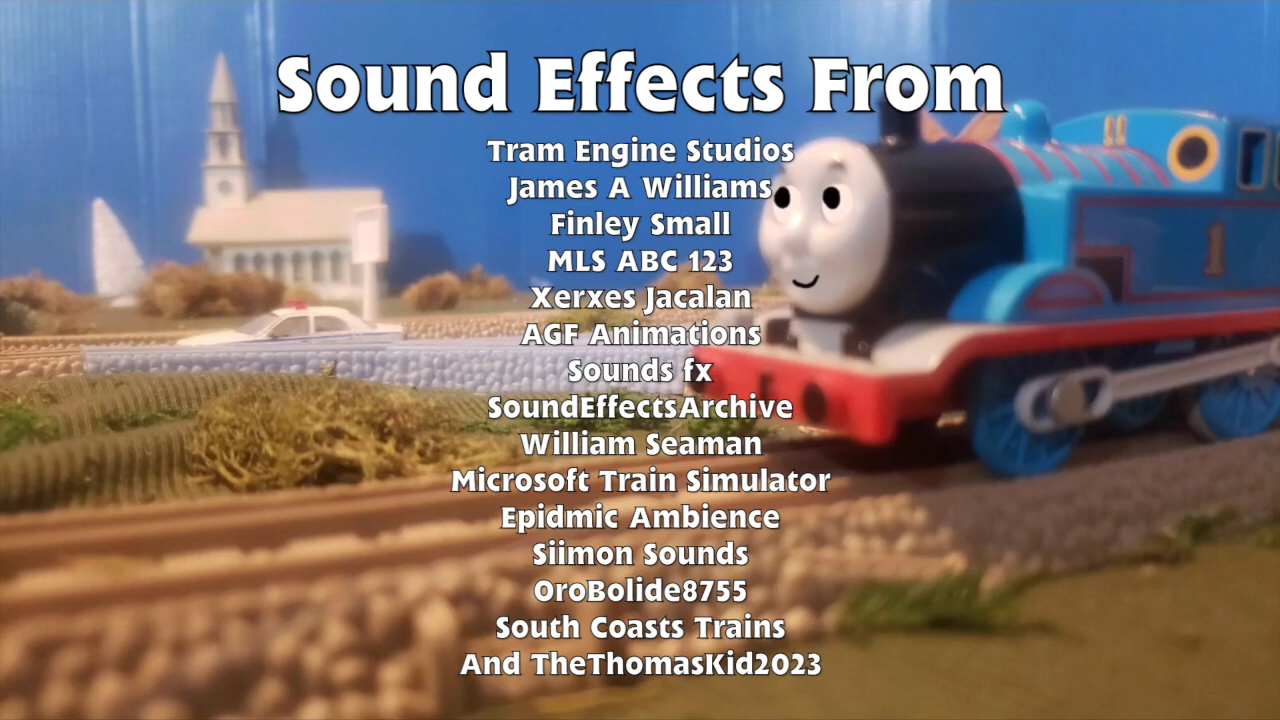 Sound Effects From
Tram Engine Studios
James A Williams
Finley Small
MLS ABC 123
Xerxes Jacalan
AGF Animations
Sounds fx
SoundEffectsArchive
William Seaman
Microsoft Train Simulator
Epidmic Ambience
Siimon Sounds
OroBolide8755
South Coasts Trains
And TheThomasKid2023
1